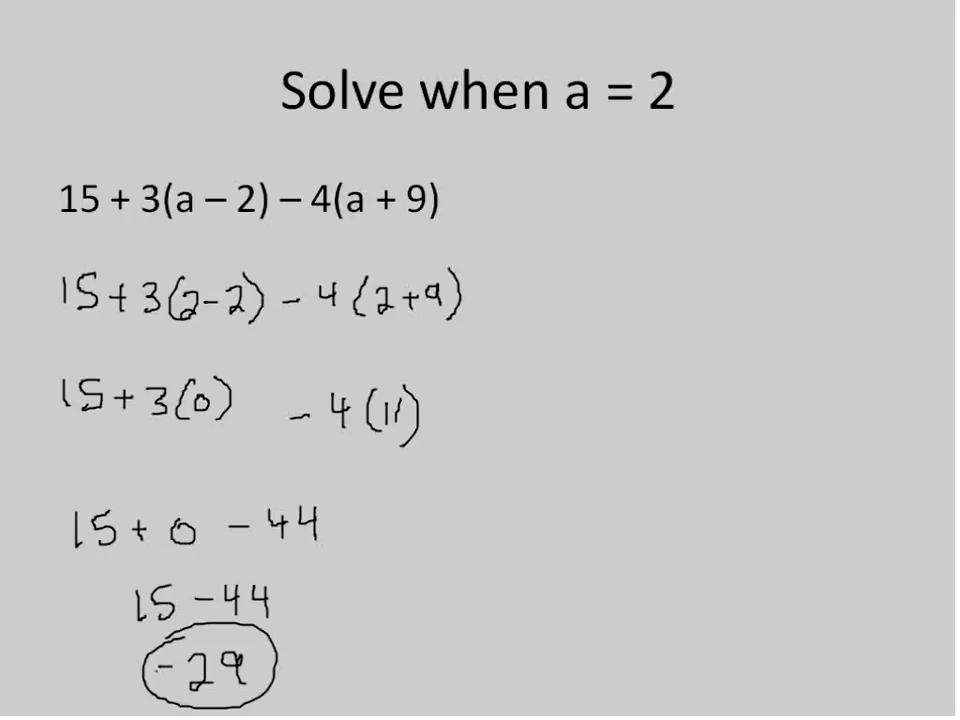 Solve when a = 2
15 + 3(a – 2) – 4(a + 9)
15 + 3(2-2) - 4(2+9)
15 + 3(0) - 4(11)
15 + 0 - 44
15 - 44
-29